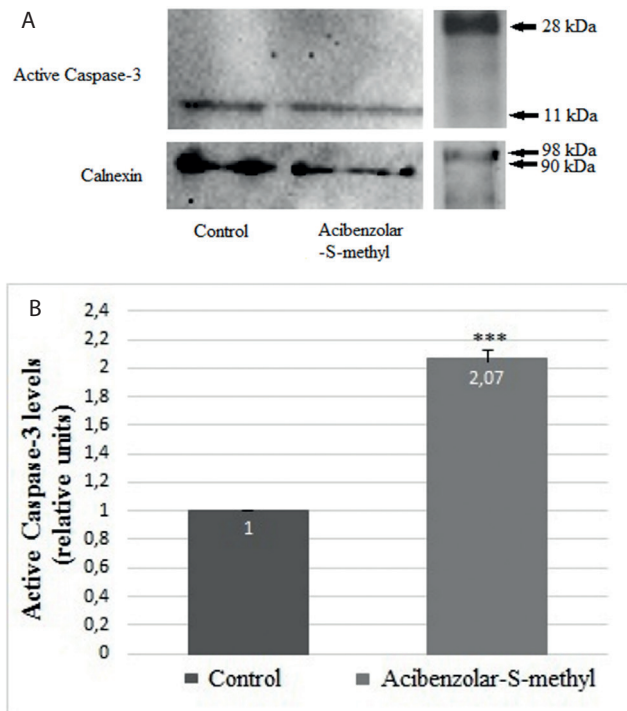 A
Active Caspase-3
28 kDa
11 kDa
Calnexin
98 kDa
90 kDa
Control
Acibenzolar
-S-methyl
B
Active Caspase-3 levels
(relative units)
2,4
2,2
2
1,8
1,6
1,4
1,2
1
0,8
0,6
0,4
0,2
0
1
***
2,07
Control
Acibenzolar-S-methyl